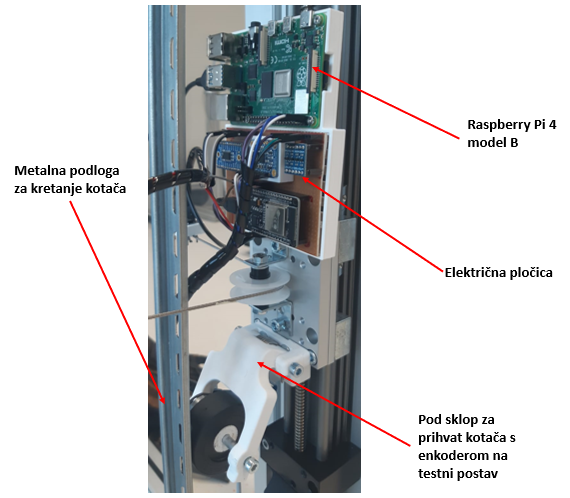 Raspberry Pi 4
model B
Metalna podloga
za kretanje kotača
Električna pločica
Pod sklop za
prihvat kotača s
enkoderom na
testni postav
HDMI